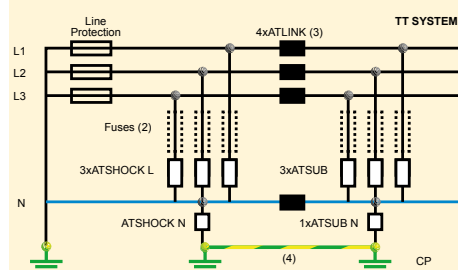 Line
Protection
4xATLINK (3)
TT SYSTEM
L1
L2
L3
Fuses (2)
3xATSHOCK L
3xATSUB
N
ATSHOCK N
1xATSUB N
(4)
CP